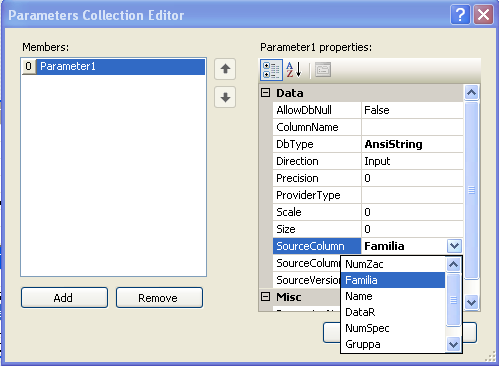 Parameters Collection Editor
Members:
0 Parameter1
Add
Remove
Parameter1 properties:
Data
AllowDbNull False
ColumnName
DbType AnsiString
Direction Input
Precision 0
ProviderType
Scale 0
Size 0
SourceColumn Familia
SourceColumn
SourceVersion
Misc
NumZac
Familia
Name
DataR
NumSpec
Gruppa